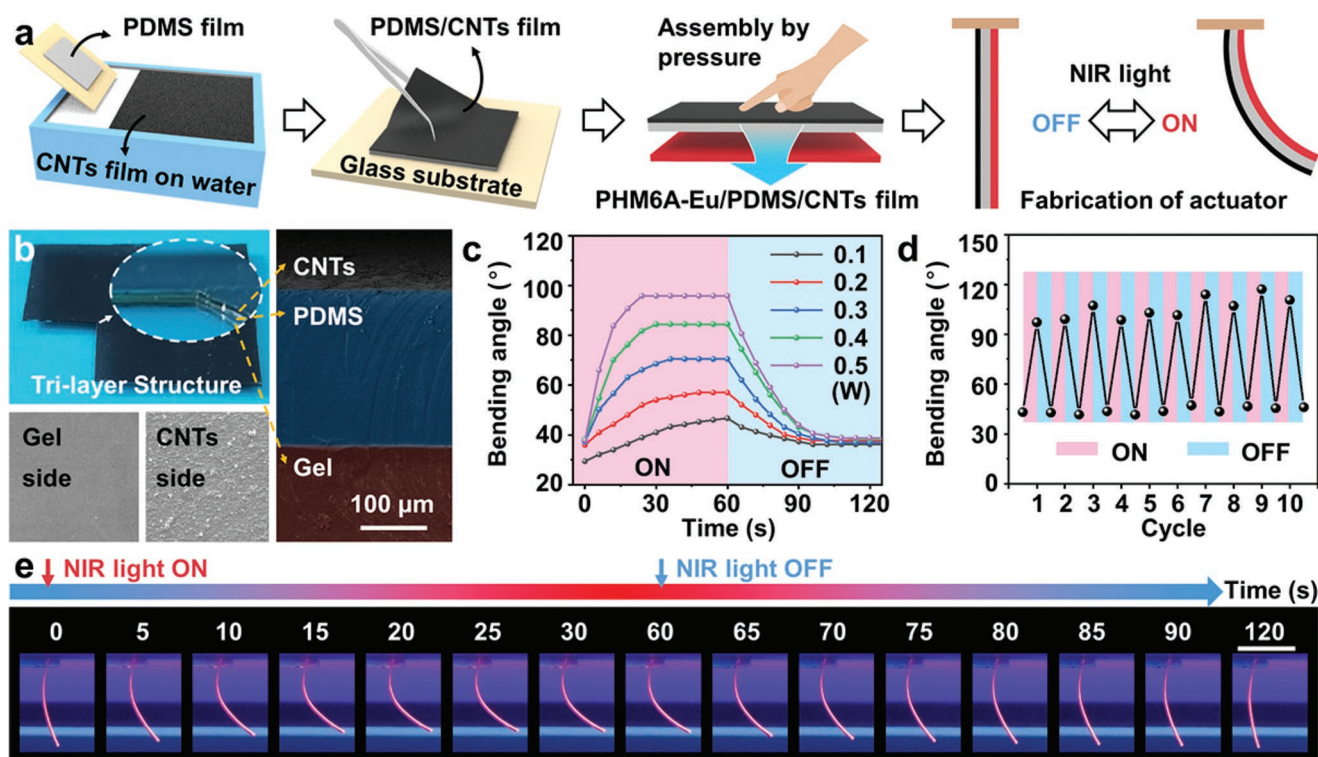 a
PDMS film
CNTs film on water
PDMS/CNTs film
Glass substrate
Assembly by
pressure
PHM6A-Eu/PDMS/CNTs film
NIR light
OFF
ON
Fabrication of actuator
b
CNTs
PDMS
Tri-layer Structure
Gel
side
CNTs
side
Gel
100 μm
c
Bending angle (°)
120
100
80
60
40
20
0.1
0.2
0.3
0.4
0.5
(W)
ON
OFF
0 30 60 90 120
Time (s)
d
Bending angle (°)
150
120
90
60
30
0
ON
OFF
1 2 3 4 5 6 7 8 9 10
Cycle
e
NIR light ON
NIR light OFF
Time (s)
0 5 10 15 20 25 30 60 65 70 75 80 85 90 120